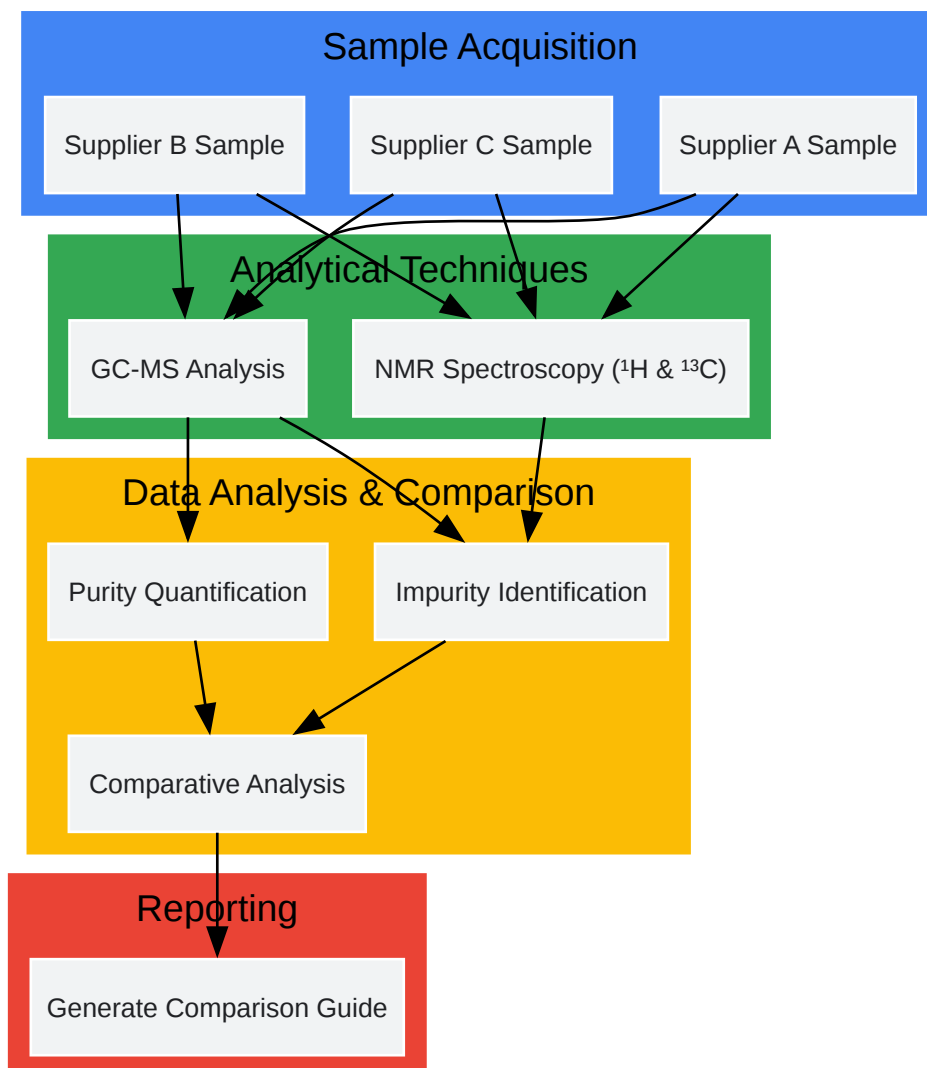 Sample Acquisition
Supplier B Sample
Supplier C Sample
Supplier A Sample
Analytical Techniques
GC-MS Analysis
NMR Spectroscopy (¹H & ¹³C)
Data Analysis & Comparison
Purity Quantification
Impurity Identification
Comparative Analysis
Reporting
Generate Comparison Guide